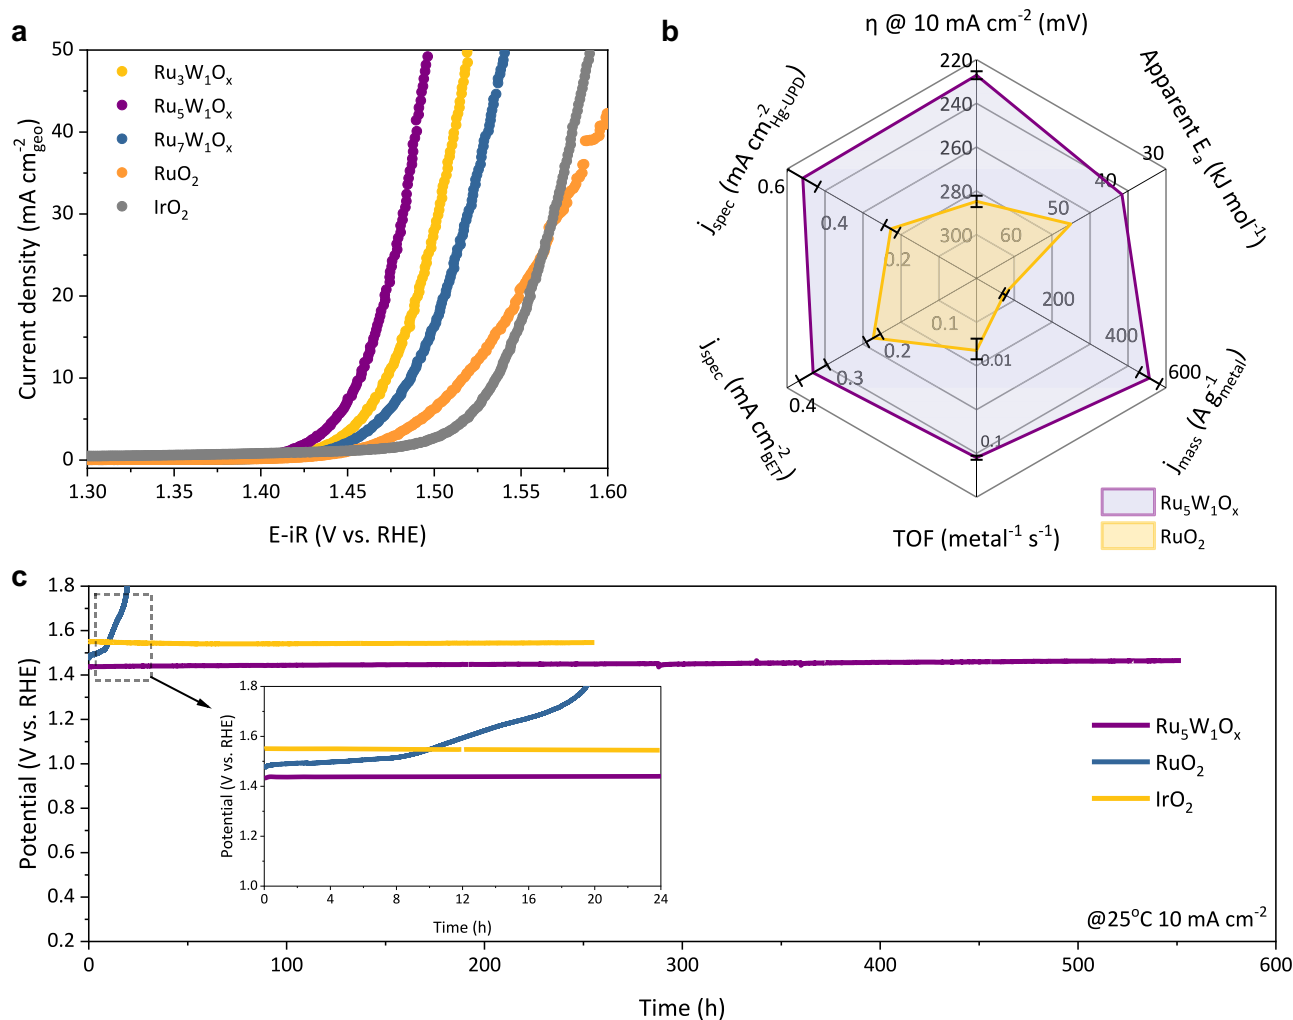 a
50
40
30
20
10
0
Current density (mA cm⁻²geo)
Ru₃W₁Oₓ
Ru₅W₁Oₓ
Ru₇W₁Oₓ
RuO₂
IrO₂
1.30 1.35 1.40 1.45 1.50 1.55 1.60
E-iR (V vs. RHE)
b
η @ 10 mA cm⁻² (mV)
220
240
260
280
300
Apparent Eₐ (kJ mol⁻¹)
30
40
50
60
jmass (A g⁻¹metal)
200
400
600
TOF (metal⁻¹ s⁻¹)
0.01
0.1
jspec (mA cm⁻²BET)
0.1
0.2
0.3
0.4
jspec (mA cm⁻²Hg-UPD)
0.2
0.4
0.6
Ru₅W₁Oₓ
RuO₂
c
1.8
1.6
1.4
1.2
1.0
0.8
0.6
0.4
0.2
Potential (V vs. RHE)
1.8
1.6
1.4
1.2
1.0
Potential (V vs. RHE)
0 4 8 12 16 20 24
Time (h)
Ru₅W₁Oₓ
RuO₂
IrO₂
@25°C 10 mA cm⁻²
0 100 200 300 400 500 600
Time (h)